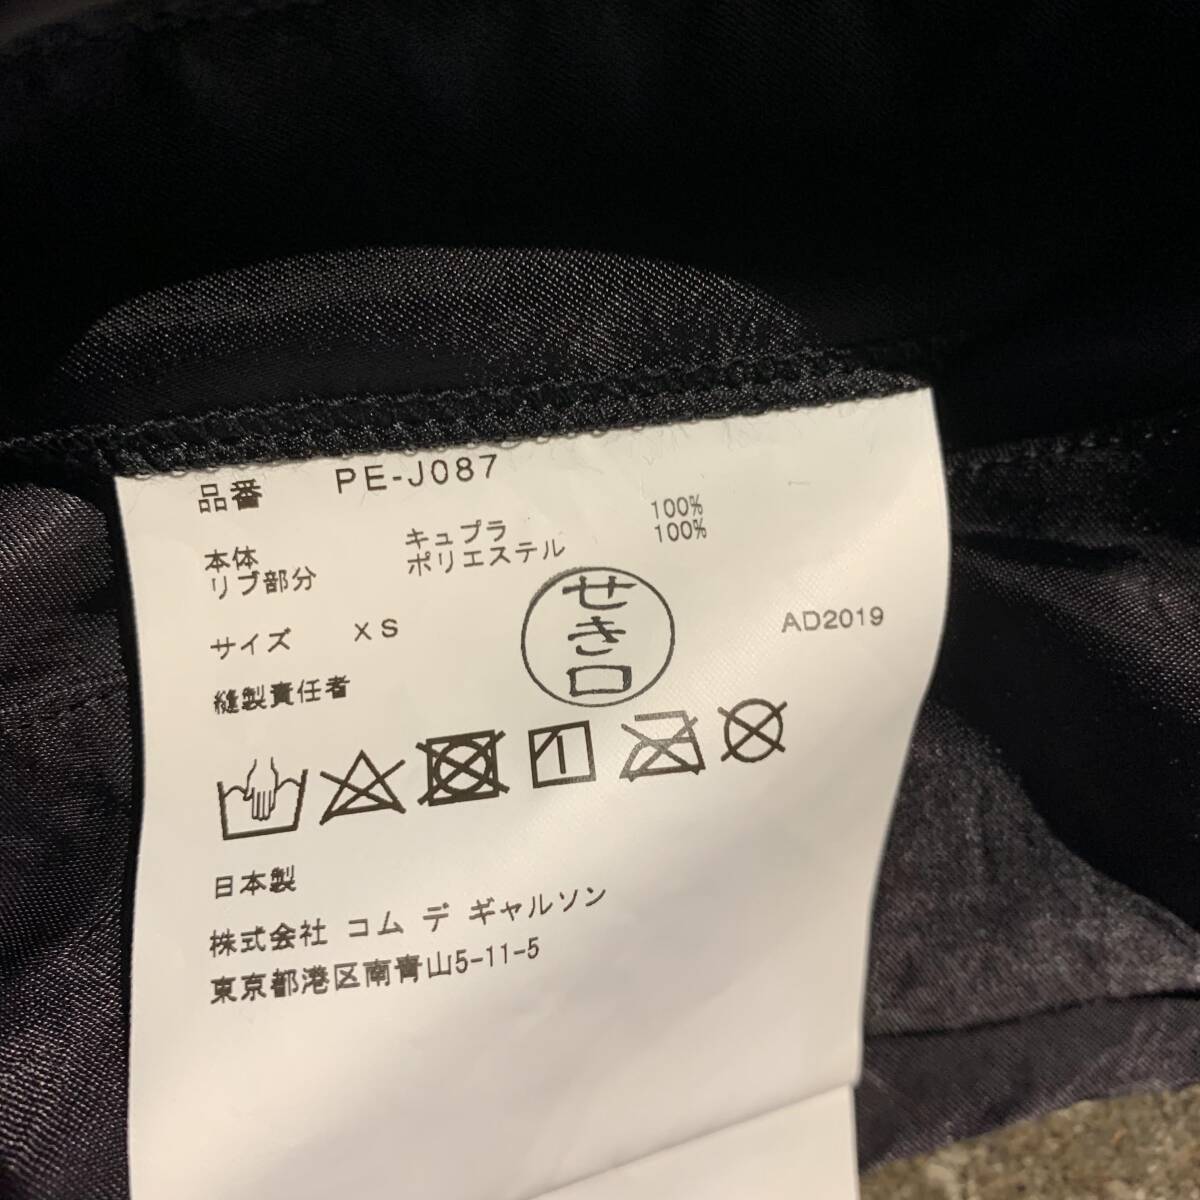 品番 PE-J087
本体 キュプラ 100%
リブ部分 ポリエステル 100%
サイズ XS
AD2019
縫製責任者
せき口
日本製
株式会社 コム デ ギャルソン
東京都港区南青山5-11-5